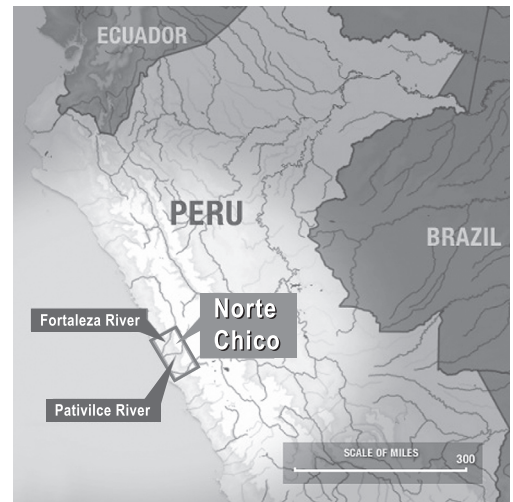 ECUADOR
PERU
BRAZIL
Norte
Chico
Fortaleza River
Pativilce River
SCALE OF MILES
300